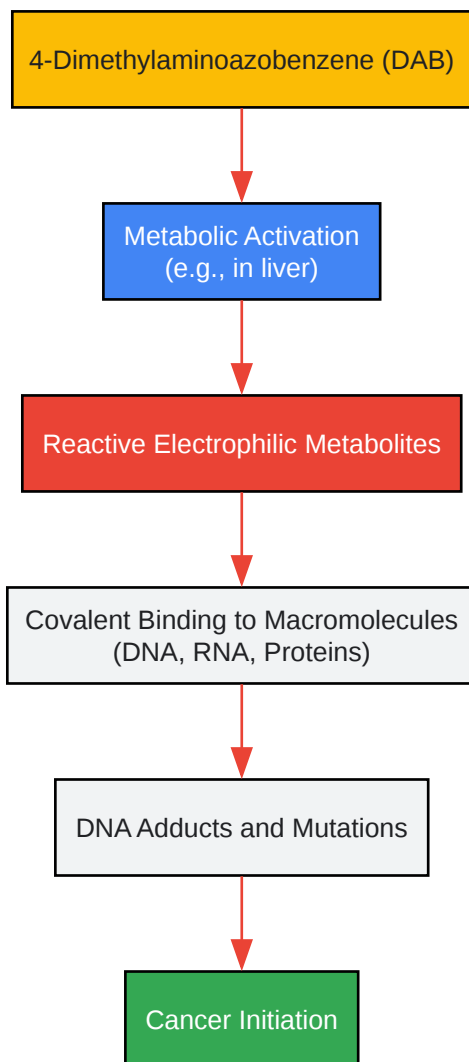 4-Dimethylaminoazobenzene (DAB)
Metabolic Activation
(e.g., in liver)
Reactive Electrophilic Metabolites
Covalent Binding to Macromolecules
(DNA, RNA, Proteins)
DNA Adducts and Mutations
Cancer Initiation